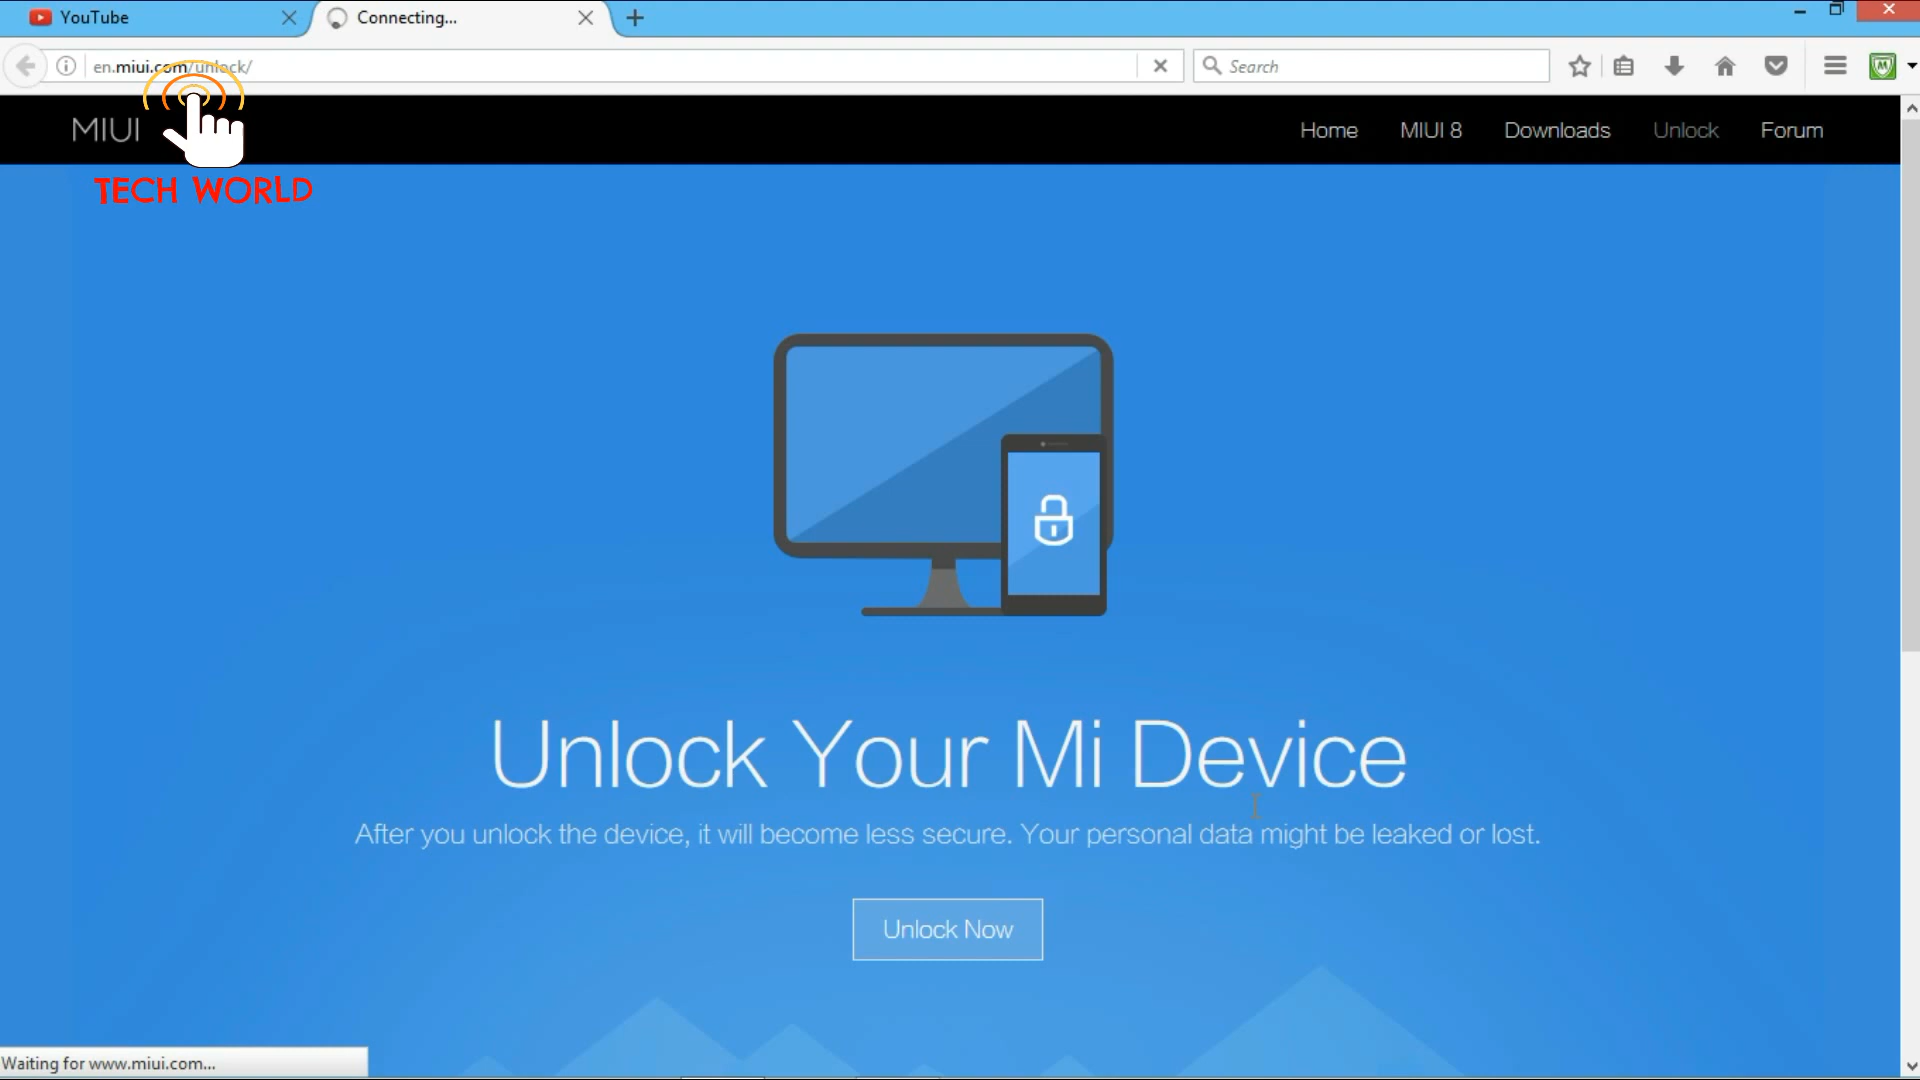 YouTube
Connecting...
en.miui.com/unlock/
Search
MIUI
Home
MIUI 8
Downloads
Unlock
Forum
TECH WORLD
Unlock Your Mi Device
After you unlock the device, it will become less secure. Your personal data might be leaked or lost.
Unlock Now
Waiting for www.miui.com...